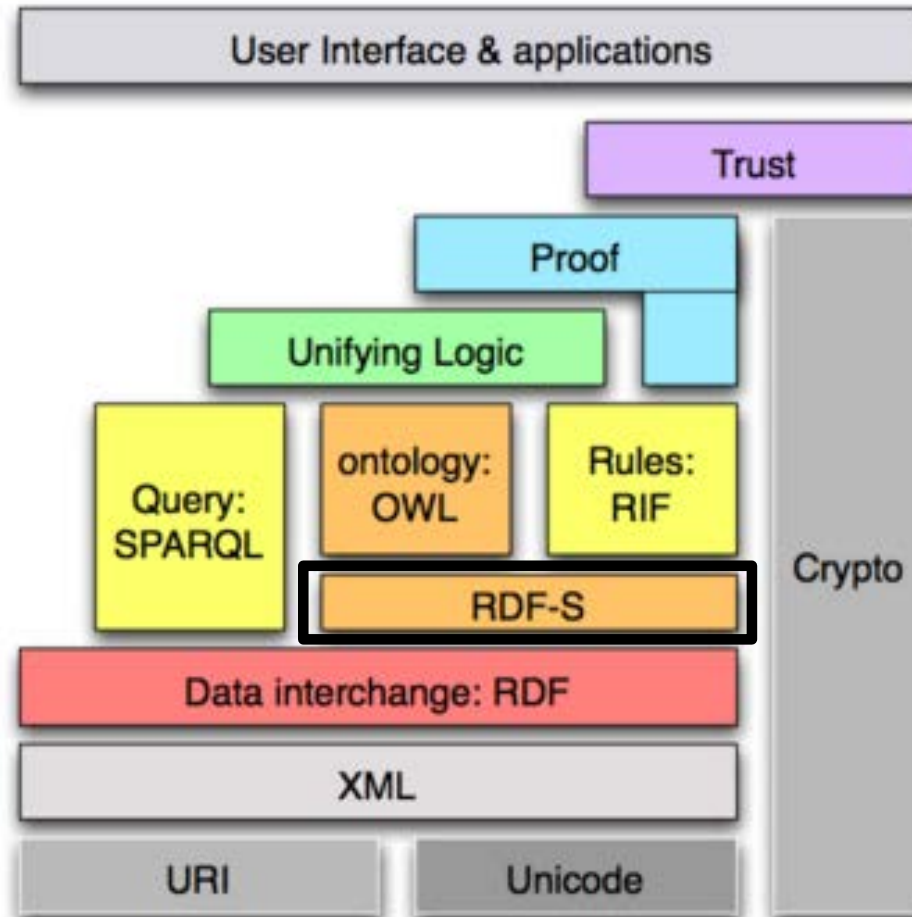 User Interface & applications
Trust
Proof
Unifying Logic
Query:
SPARQL
ontology:
OWL
Rules:
RIF
Crypto
RDF-S
Data interchange: RDF
XML
URI
Unicode